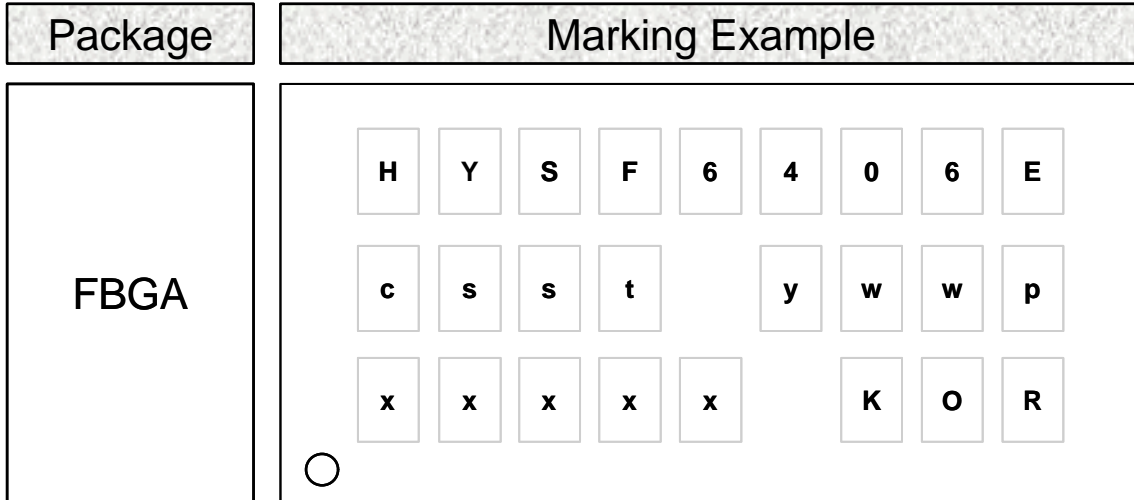 Package Marking Example
FBGA
H Y S F 6 4 0 6 E
c s s t y w w p
x x x x x K O R